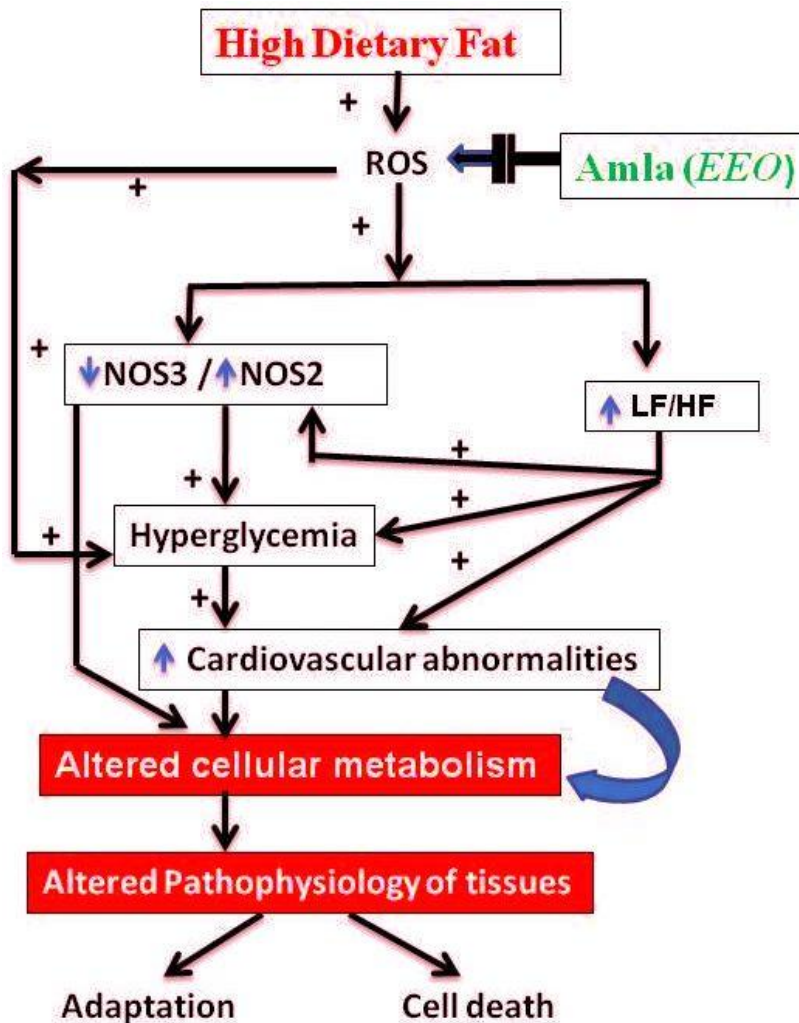 High Dietary Fat
+
ROS
Amla (EEO)
+
+
+
↓NOS3 / ↑NOS2
↑ LF/HF
+
+
+
Hyperglycemia
+
+
+
↑ Cardiovascular abnormalities
Altered cellular metabolism
Altered Pathophysiology of tissues
Adaptation
Cell death